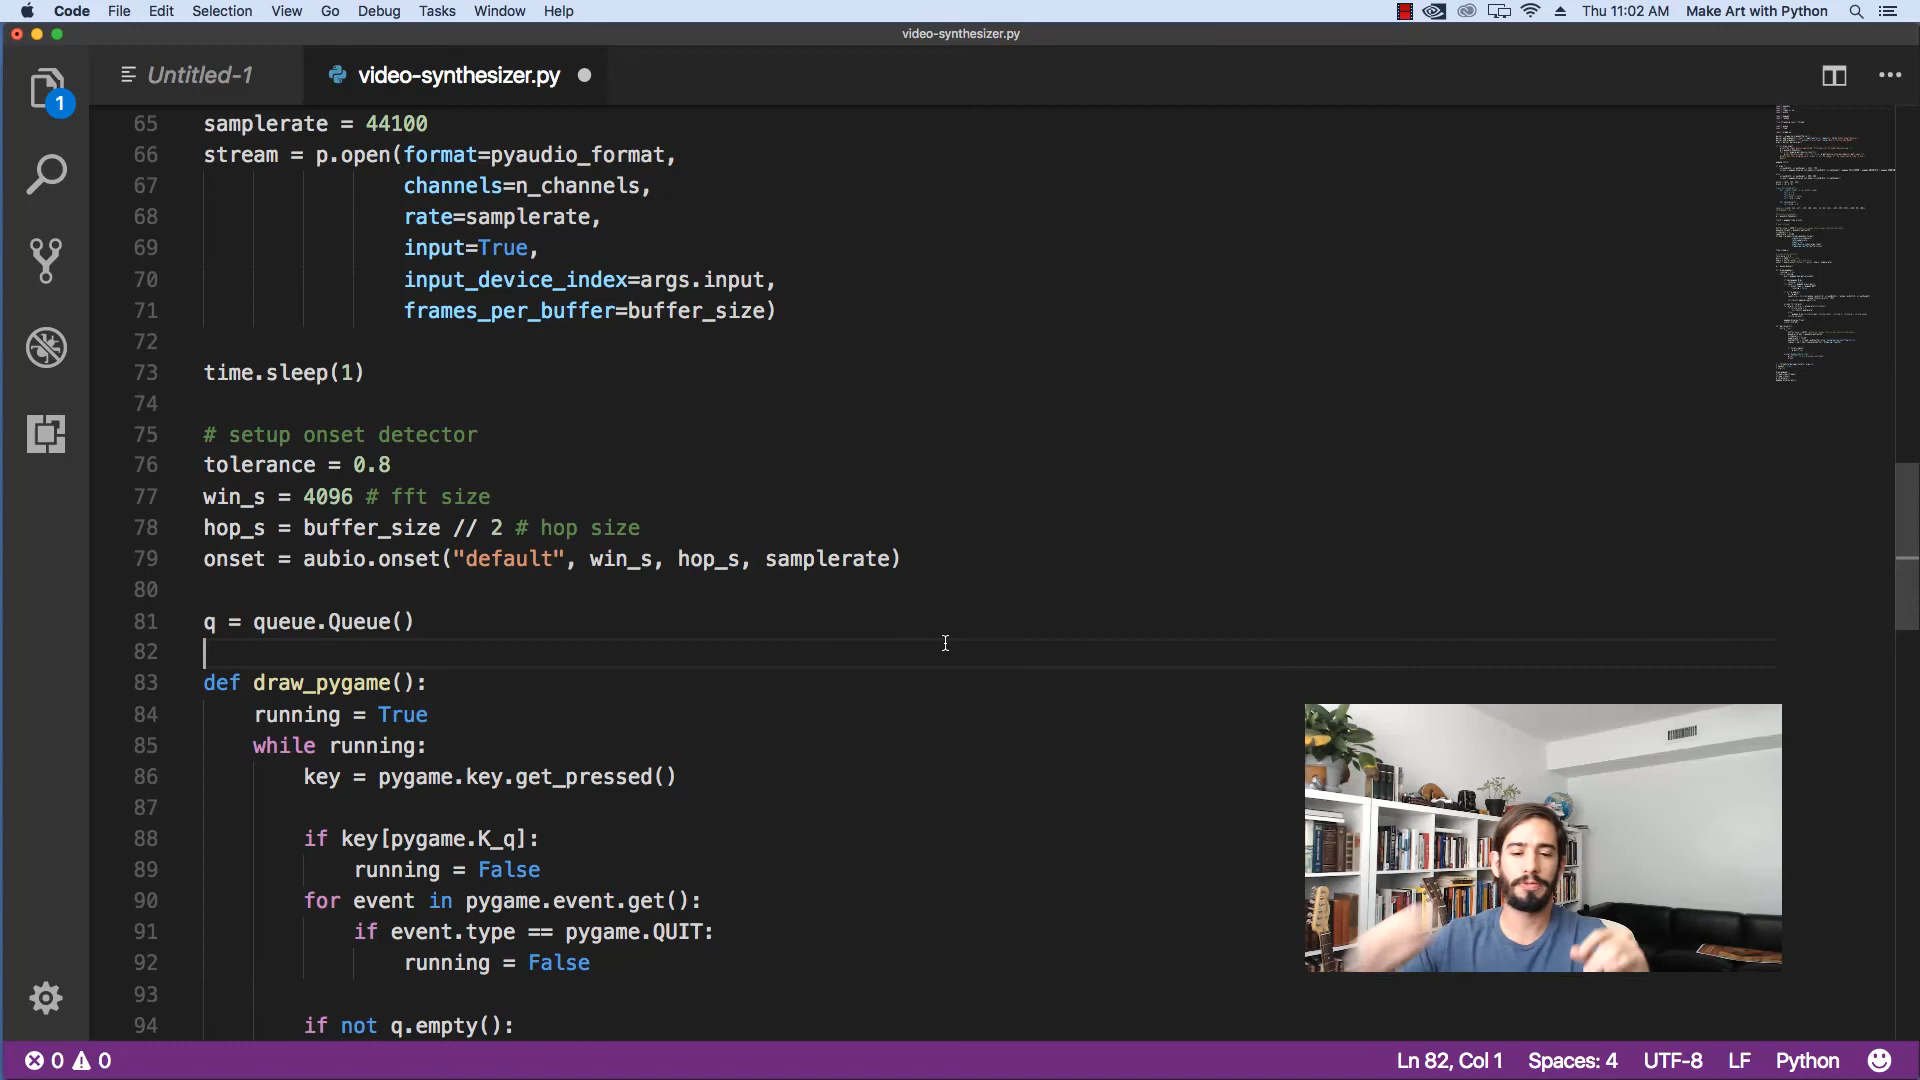 Code File Edit Selection View Go Debug Tasks Window Help Thu 11:02 AM Make Art with Python
video-synthesizer.py
1 Untitled-1 video-synthesizer.py
65 samplerate = 44100
66 stream = p.open(format=pyaudio_format,
67 channels=n_channels,
68 rate=samplerate,
69 input=True,
70 input_device_index=args.input,
71 frames_per_buffer=buffer_size)
72
73 time.sleep(1)
74
75 # setup onset detector
76 tolerance = 0.8
77 win_s = 4096 # fft size
78 hop_s = buffer_size // 2 # hop size
79 onset = aubio.onset("default", win_s, hop_s, samplerate)
80
81 q = queue.Queue()
82
83 def draw_pygame():
84 running = True
85 while running:
86 key = pygame.key.get_pressed()
87
88 if key[pygame.K_q]:
89 running = False
90 for event in pygame.event.get():
91 if event.type == pygame.QUIT:
92 running = False
93
94 if not q.empty():
0 0 Ln 82, Col 1 Spaces: 4 UTF-8 LF Python